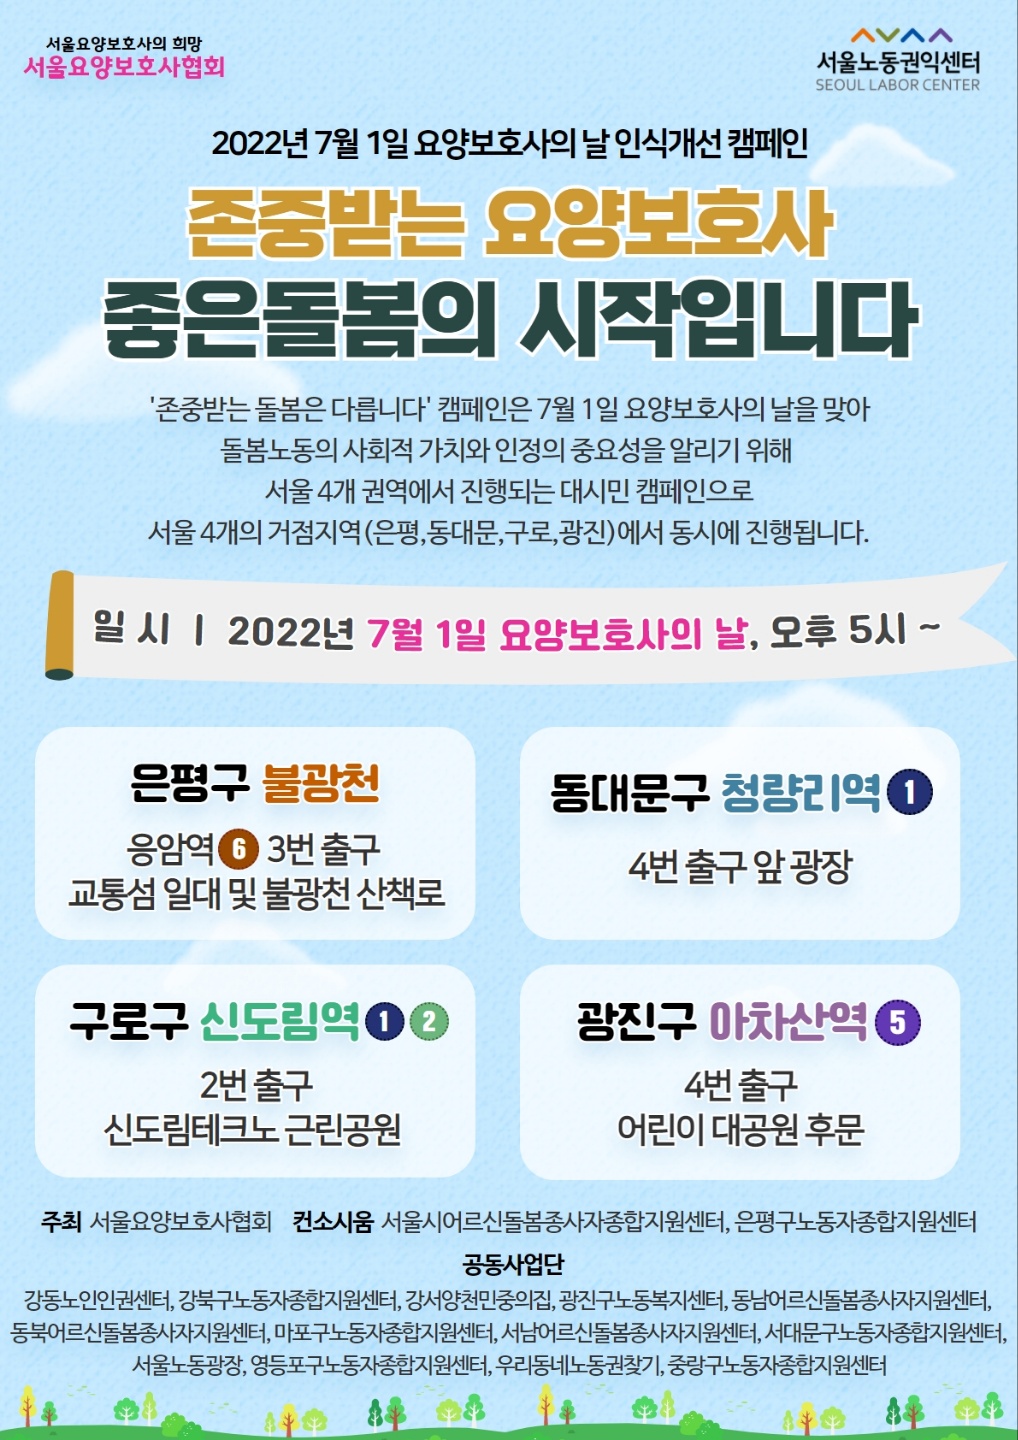 서울요양보호사의 희망
서울요양보호사협회
서울노동권익센터
SEOUL LABOR CENTER
2022년 7월 1일 요양보호사의 날 인식개선 캠페인
존중받는 요양보호사
좋은돌봄의 시작입니다
'존중받는 돌봄은 다릅니다' 캠페인은 7월 1일 요양보호사의 날을 맞아
돌봄노동의 사회적 가치와 인정의 중요성을 알리기 위해
서울 4개 권역에서 진행되는 대시민 캠페인으로
서울 4개의 거점지역(은평,동대문,구로,광진)에서 동시에 진행됩니다.
일 시 ㅣ 2022년 7월 1일 요양보호사의 날, 오후 5시 ~
은평구 불광천
응암역 6 3번 출구
교통섬 일대 및 불광천 산책로
동대문구 청량리역 1
4번 출구 앞 광장
구로구 신도림역 1 2
2번 출구
신도림테크노 근린공원
광진구 아차산역 5
4번 출구
어린이 대공원 후문
주최 서울요양보호사협회 컨소시움 서울시어르신돌봄종사자종합지원센터, 은평구노동자종합지원센터
공동사업단
강동노인인권센터, 강북구노동자종합지원센터, 강서양천민중의집, 광진구노동복지센터, 동남어르신돌봄종사자지원센터,
동북어르신돌봄종사자지원센터, 마포구노동자종합지원센터, 서남어르신돌봄종사자지원센터, 서대문구노동자종합지원센터,
서울노동광장, 영등포구노동자종합지원센터, 우리동네노동권찾기, 중랑구노동자종합지원센터